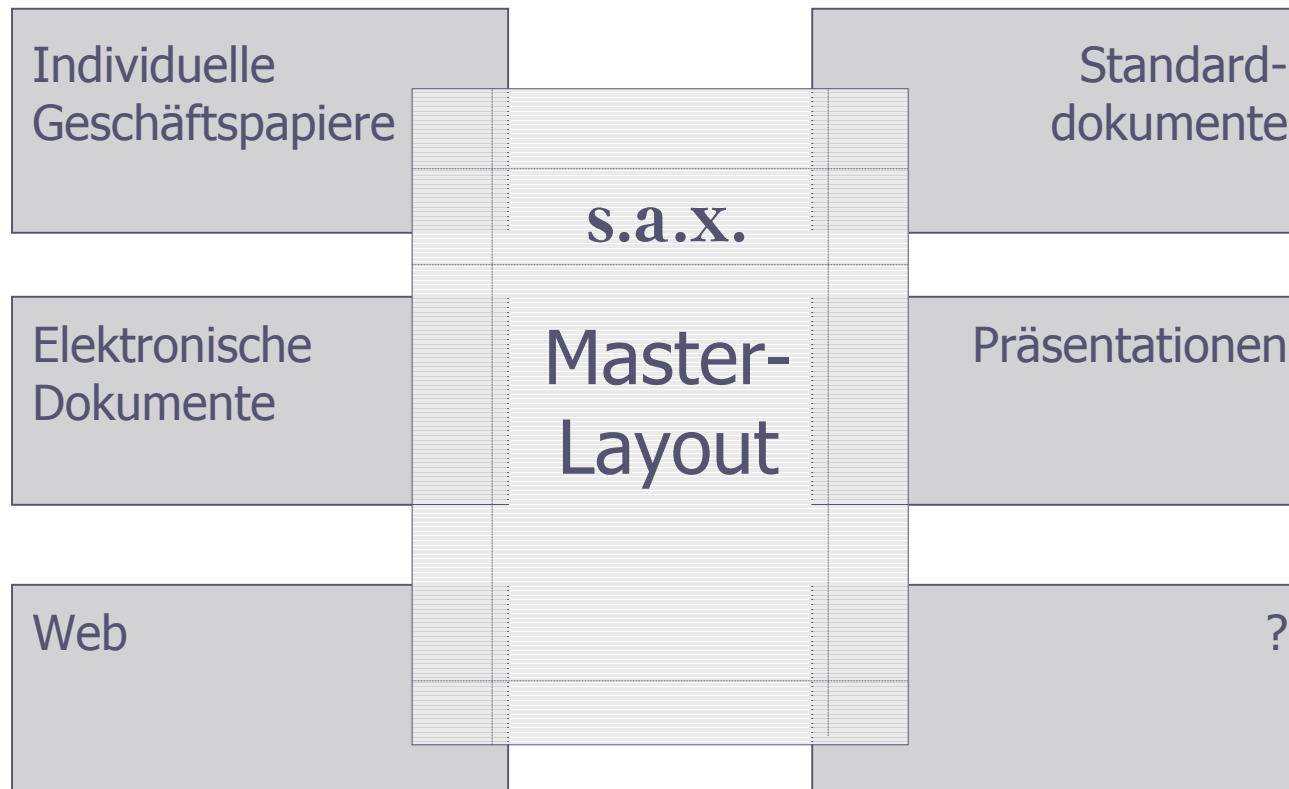 Individuelle
Geschäftspapiere
Standard-
dokumente
s.a.x.
Master-
Layout
Elektronische
Dokumente
Präsentationen
Web
?